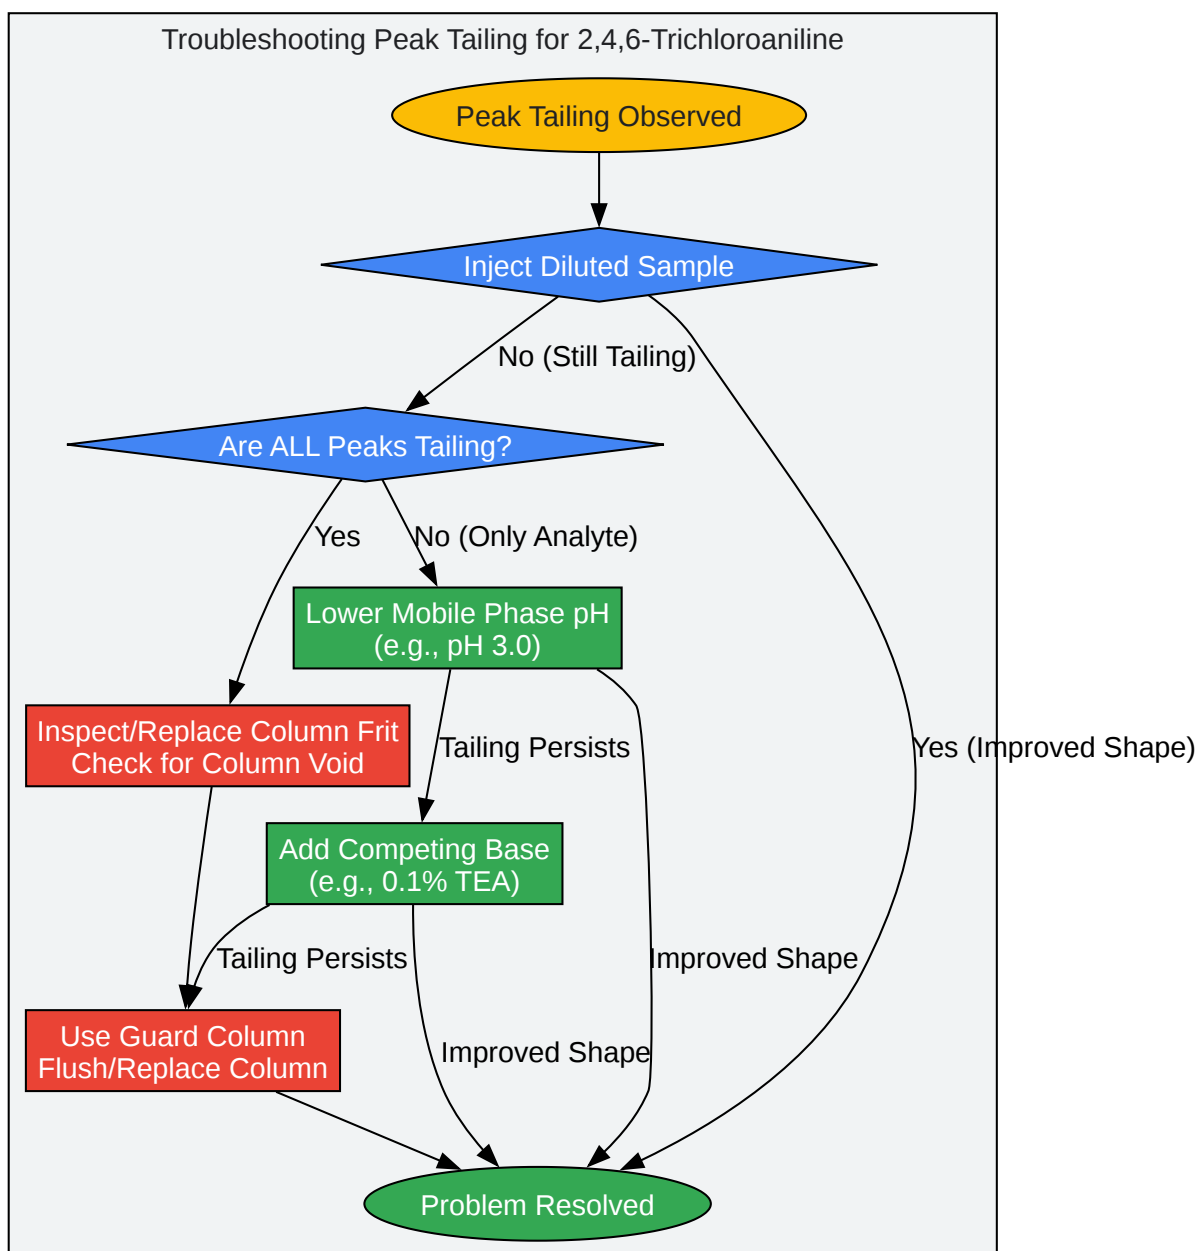 Troubleshooting Peak Tailing for 2,4,6-Trichloroaniline
Peak Tailing Observed
Inject Diluted Sample
No (Still Tailing)
Are ALL Peaks Tailing?
Yes
No (Only Analyte)
Lower Mobile Phase pH
(e.g., pH 3.0)
Inspect/Replace Column Frit
Check for Column Void
Tailing Persists
Yes (Improved Shape)
Add Competing Base
(e.g., 0.1% TEA)
Tailing Persists
Improved Shape
Use Guard Column
Flush/Replace Column
Improved Shape
Problem Resolved